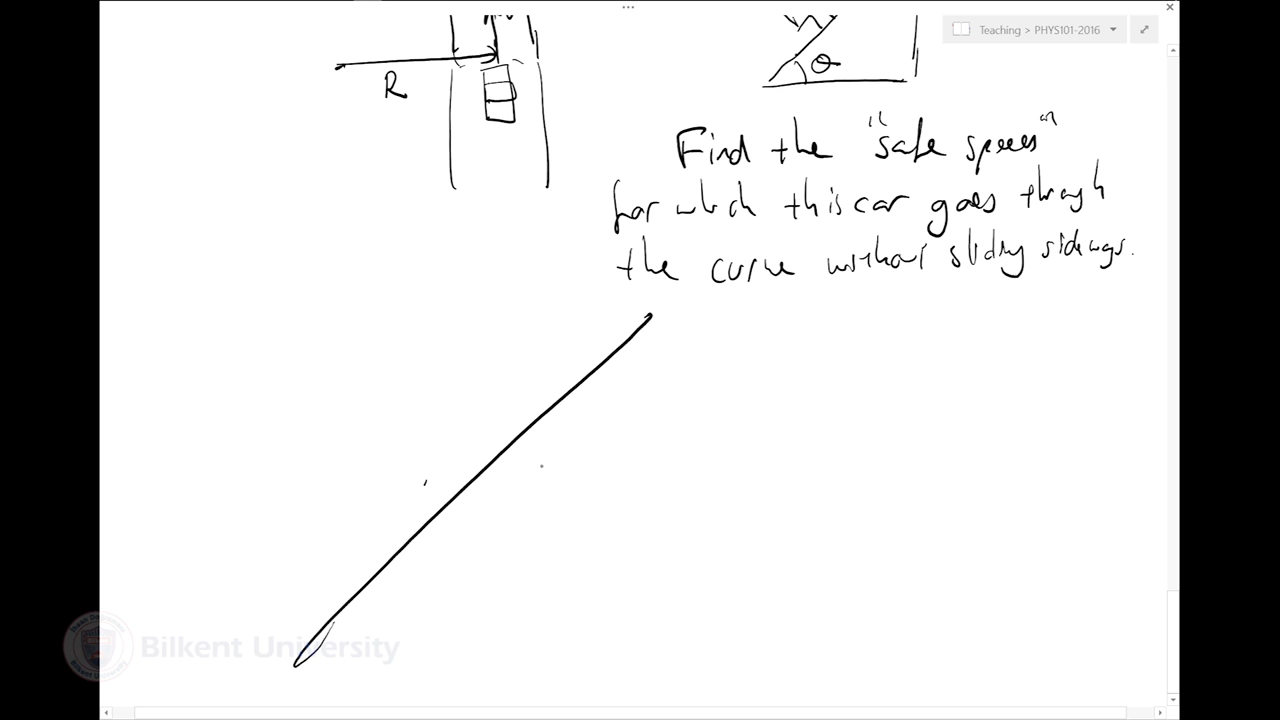 Teaching > PHYS101-2016
R
θ
Find the "safe speed"
for which this car goes through
the curve without sliding sideways.
Bilkent University